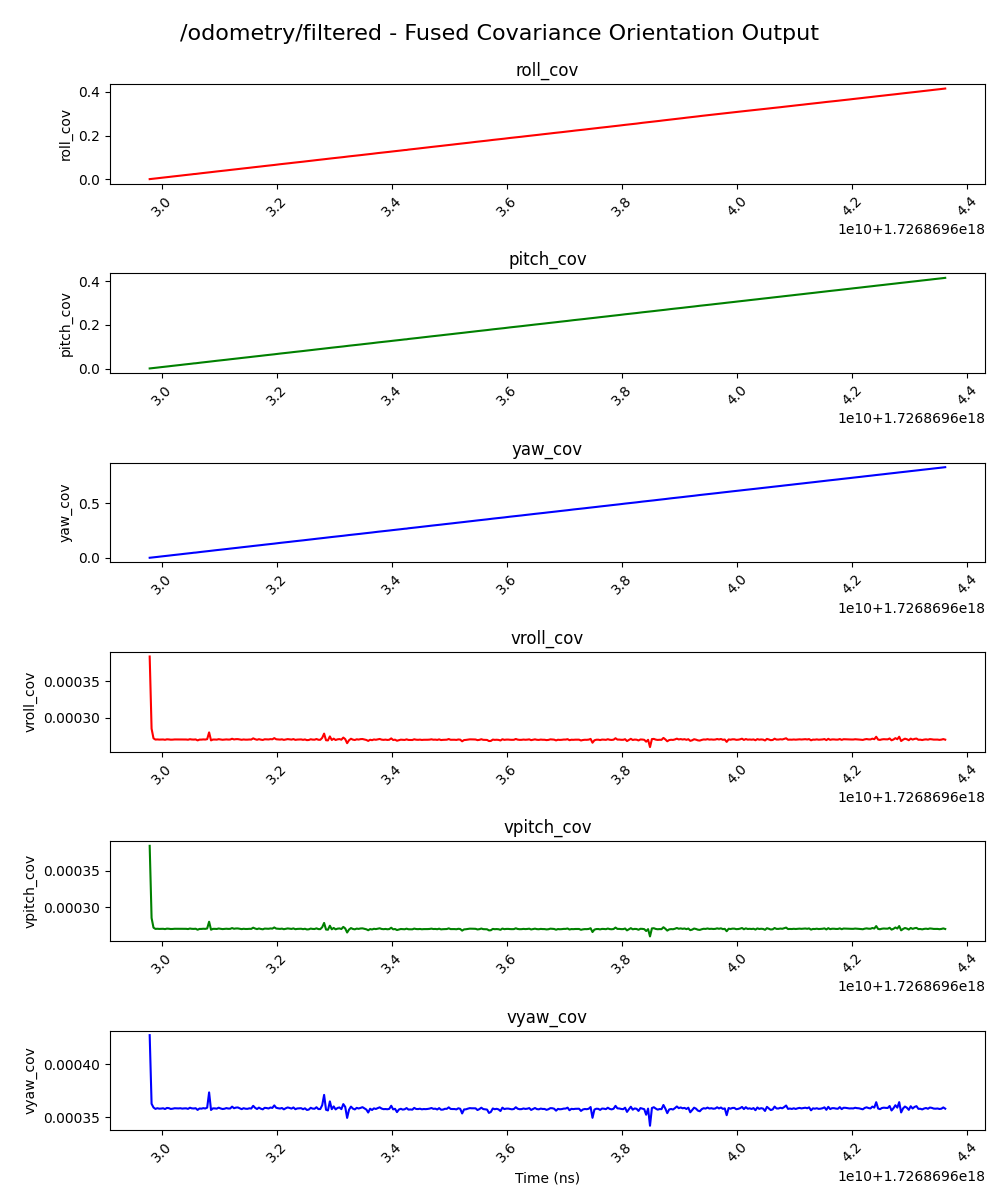 /odometry/filtered - Fused Covariance Orientation Output
roll_cov
roll_cov
0.4
0.2
0.0
3.0 3.2 3.4 3.6 3.8 4.0 4.2 4.4
1e10+1.7268696e18
pitch_cov
pitch_cov
0.4
0.2
0.0
3.0 3.2 3.4 3.6 3.8 4.0 4.2 4.4
1e10+1.7268696e18
yaw_cov
yaw_cov
0.5
0.0
3.0 3.2 3.4 3.6 3.8 4.0 4.2 4.4
1e10+1.7268696e18
vroll_cov
vroll_cov
0.00035
0.00030
3.0 3.2 3.4 3.6 3.8 4.0 4.2 4.4
1e10+1.7268696e18
vpitch_cov
vpitch_cov
0.00035
0.00030
3.0 3.2 3.4 3.6 3.8 4.0 4.2 4.4
1e10+1.7268696e18
vyaw_cov
vyaw_cov
0.00040
0.00035
3.0 3.2 3.4 3.6 3.8 4.0 4.2 4.4
Time (ns)
1e10+1.7268696e18